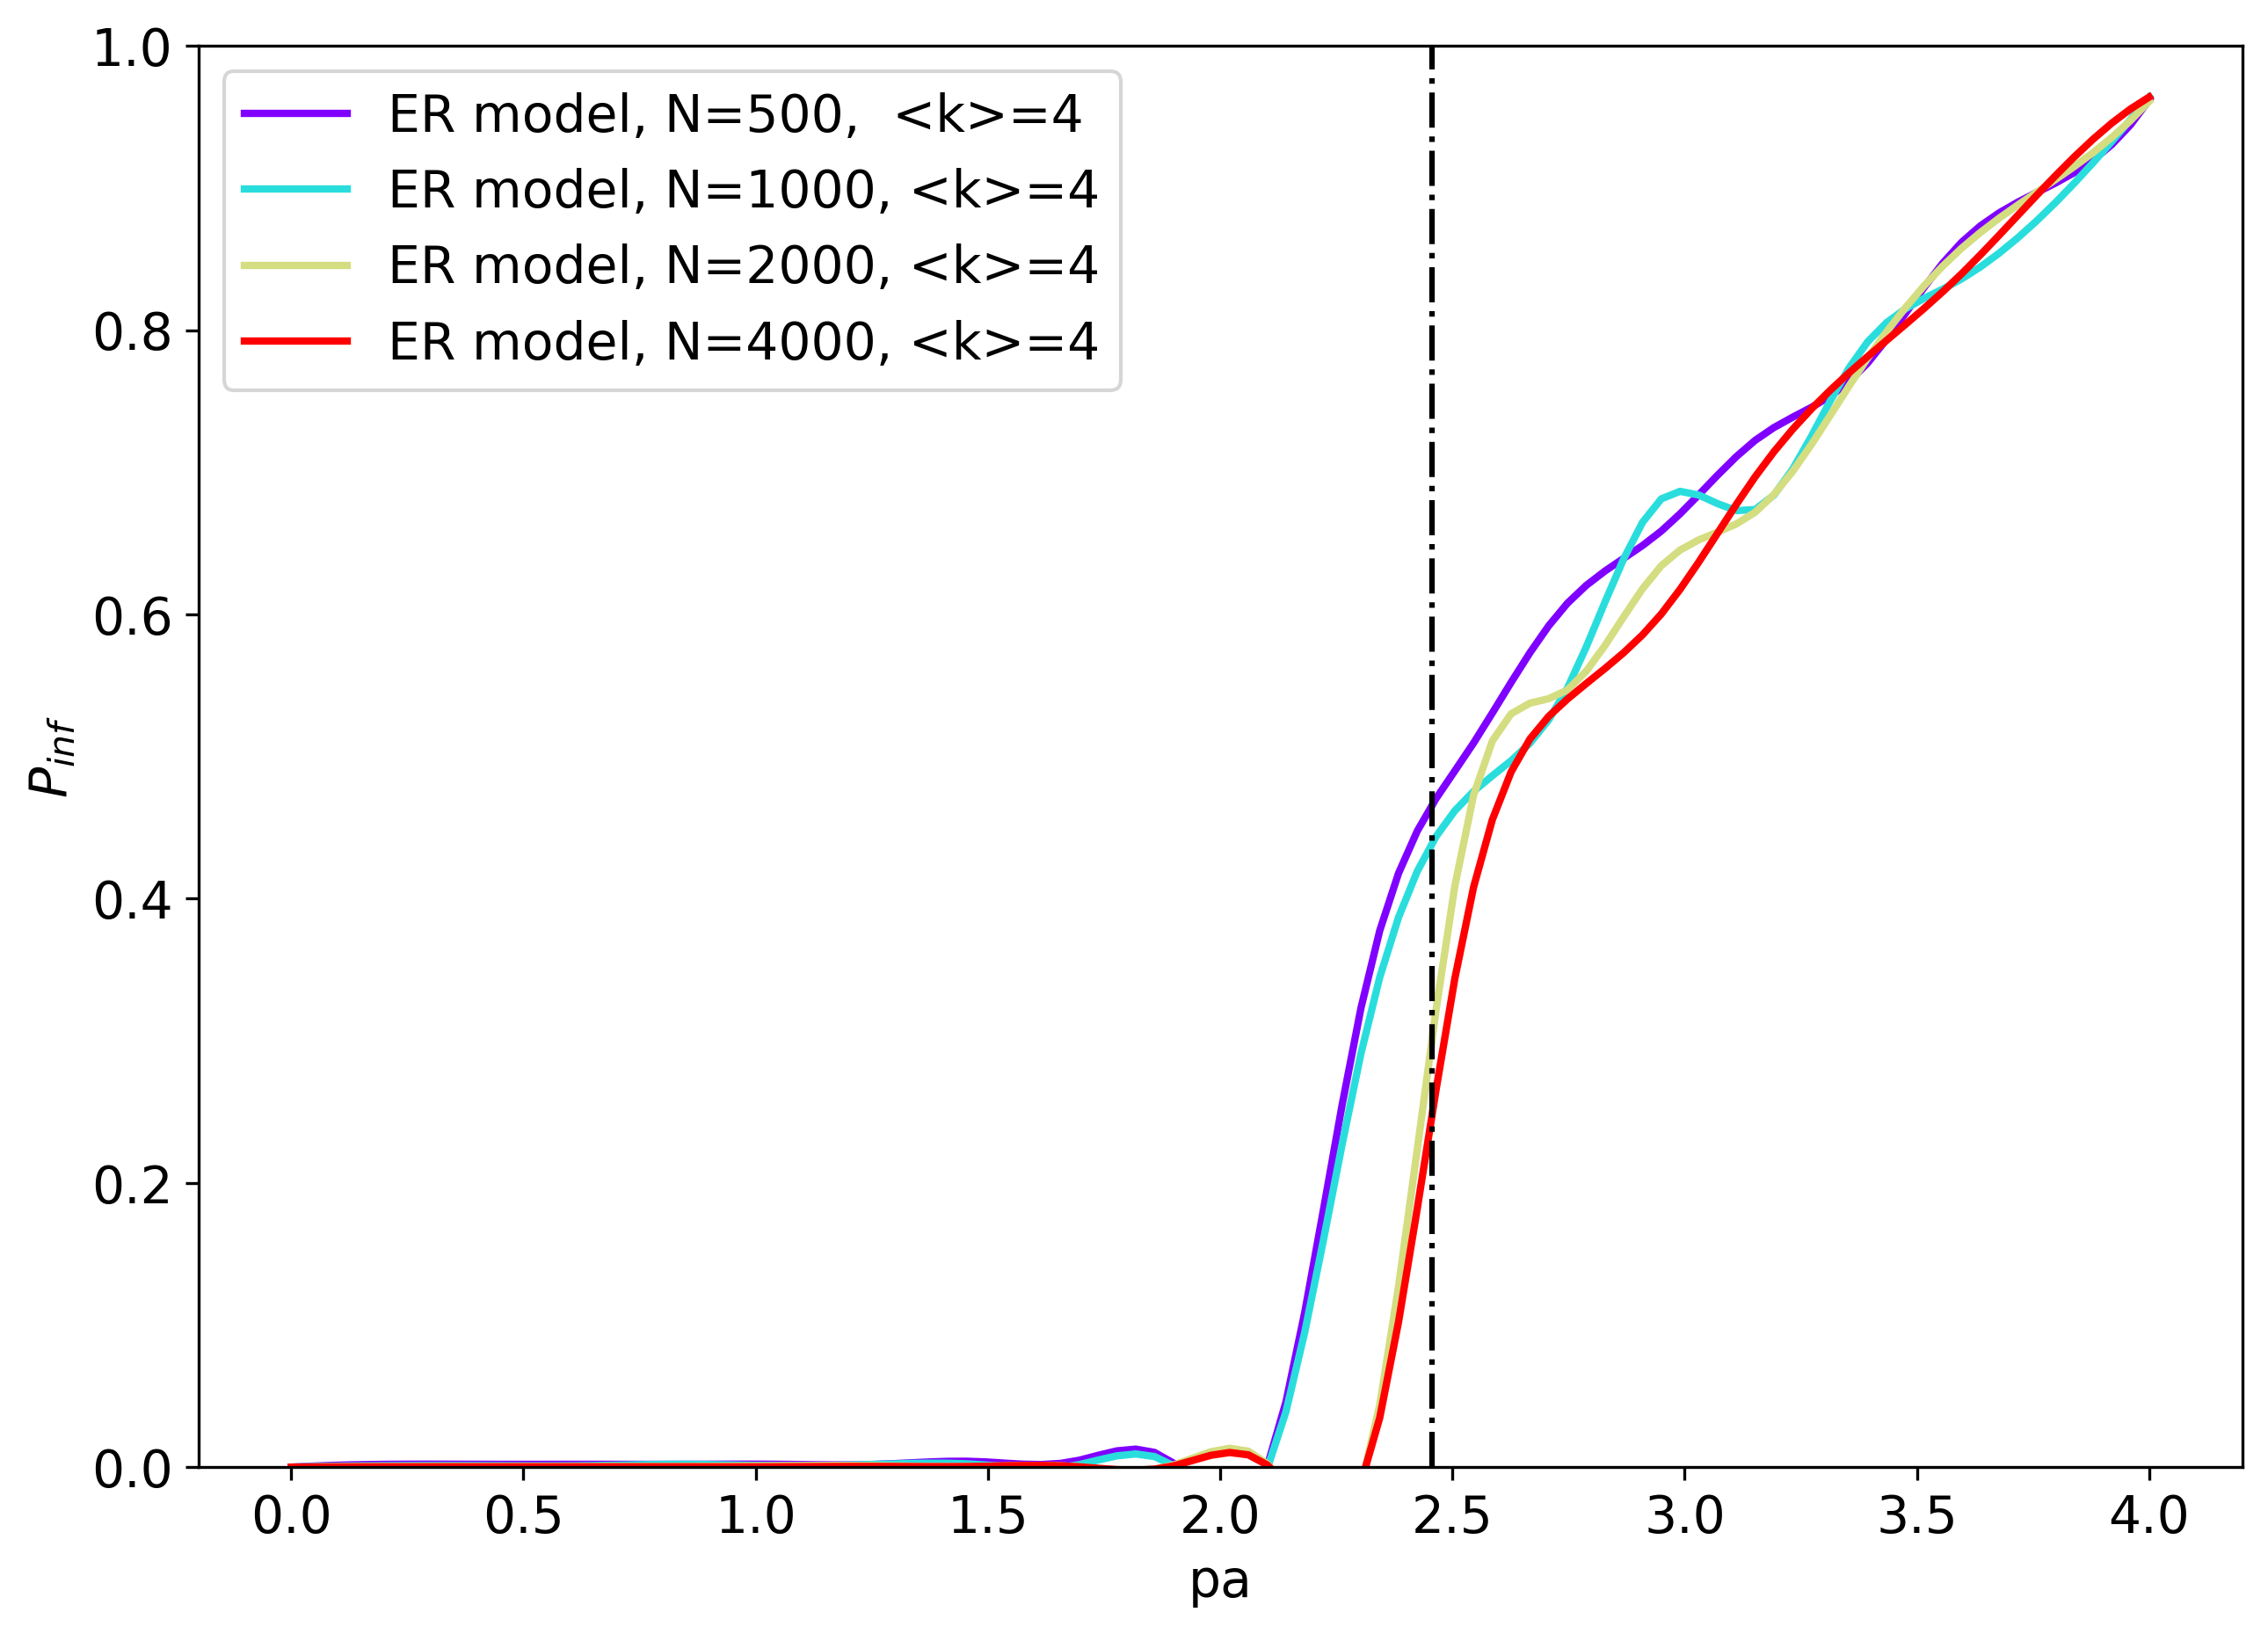 1.0
0.8
0.6
0.4
0.2
0.0
P_inf
ER model, N=500,  <k>=4
ER model, N=1000, <k>=4
ER model, N=2000, <k>=4
ER model, N=4000, <k>=4
0.0 0.5 1.0 1.5 2.0 2.5 3.0 3.5 4.0
pa